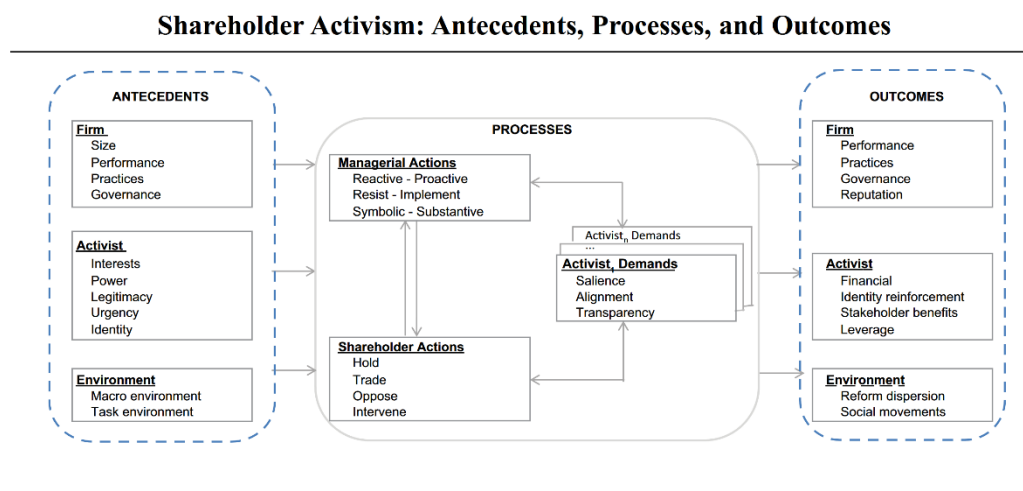 Shareholder Activism: Antecedents, Processes, and Outcomes
ANTECEDENTS
Firm
Size
Performance
Practices
Governance
Activist
Interests
Power
Legitimacy
Urgency
Identity
Environment
Macro environment
Task environment
PROCESSES
Managerial Actions
Reactive - Proactive
Resist - Implement
Symbolic - Substantive
Activistn Demands
...
Activist1 Demands
Salience
Alignment
Transparency
Shareholder Actions
Hold
Trade
Oppose
Intervene
OUTCOMES
Firm
Performance
Practices
Governance
Reputation
Activist
Financial
Identity reinforcement
Stakeholder benefits
Leverage
Environment
Reform dispersion
Social movements